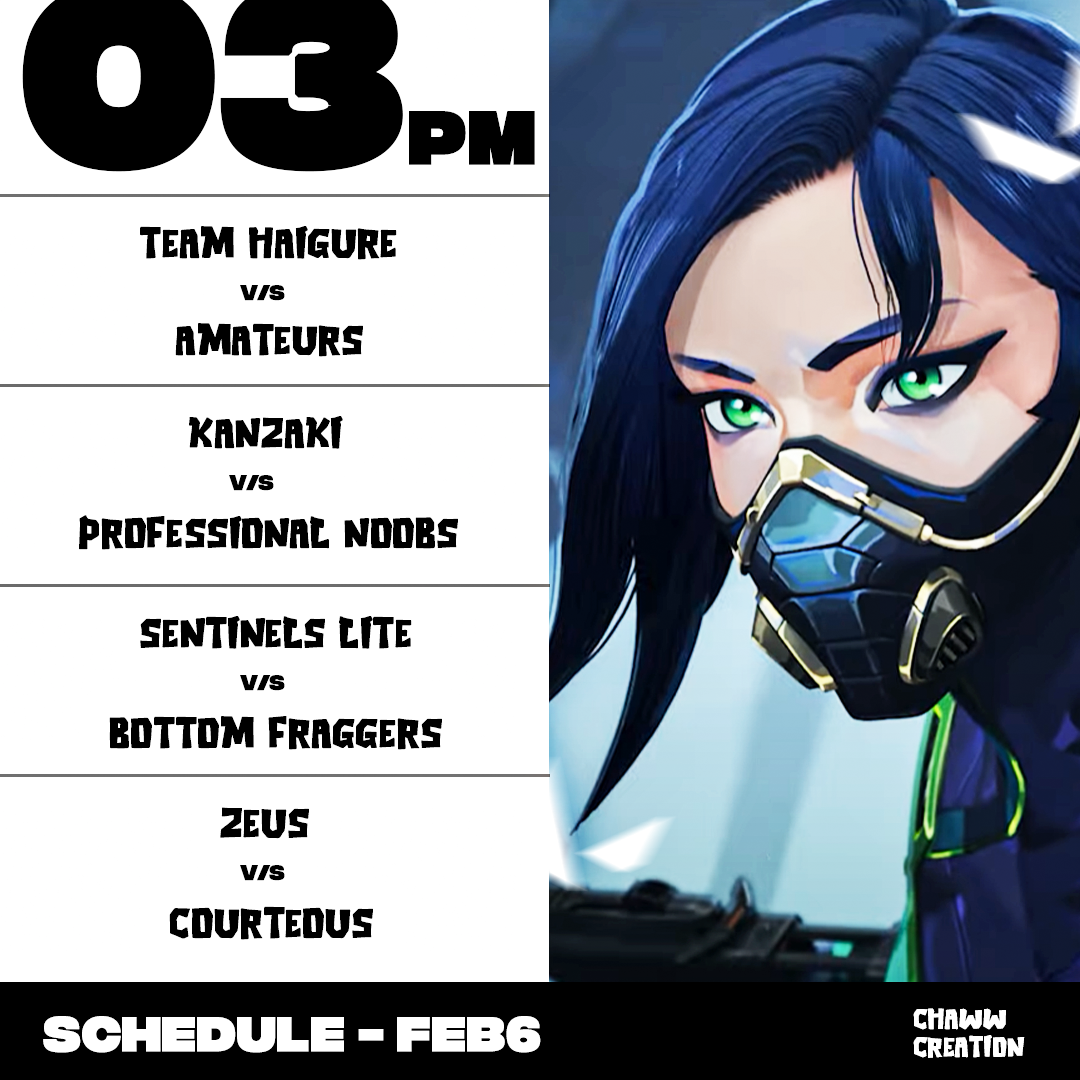 03 PM
TEAM HAIGURE
V/S
AMATEURS
KANZAKI
V/S
PROFESSIONAL NOOBS
SENTINELS LITE
V/S
BOTTOM FRAGGERS
ZEUS
V/S
COURTEOUS
SCHEDULE - FEB6
CHAWW
CREATION